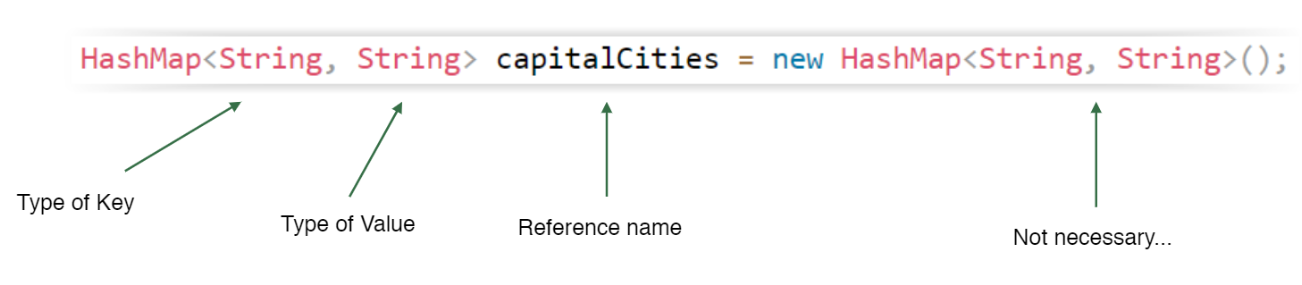 HashMap<String, String> capitalCities = new HashMap<String, String>();
Type of Key
Type of Value
Reference name
Not necessary...